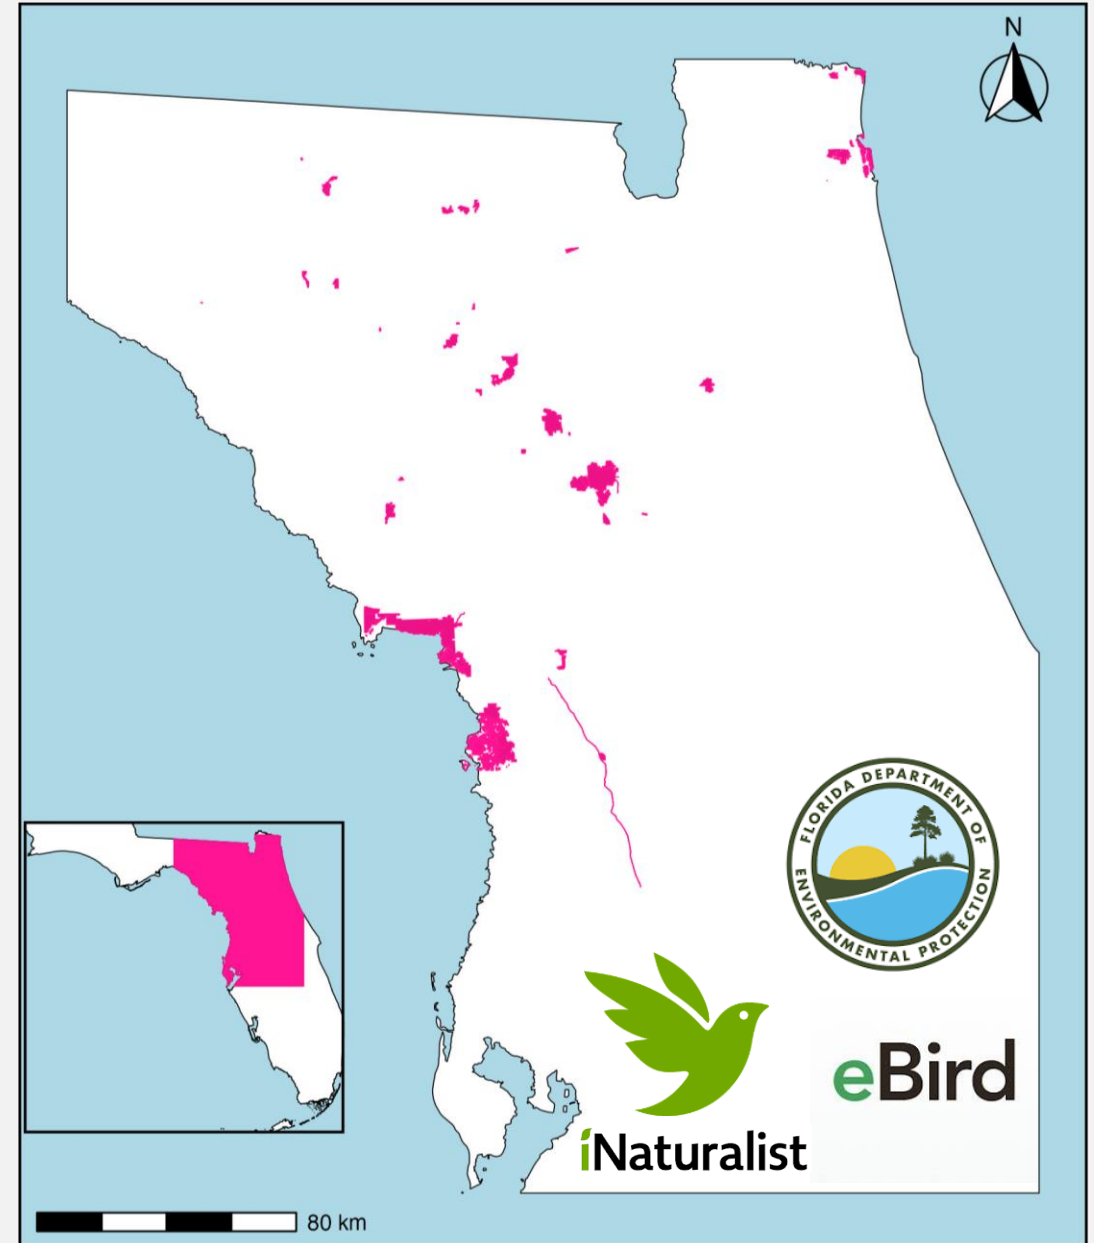 N
FLORIDA DEPARTMENT OF
ENVIRONMENTAL PROTECTION
iNaturalist
eBird
80 km